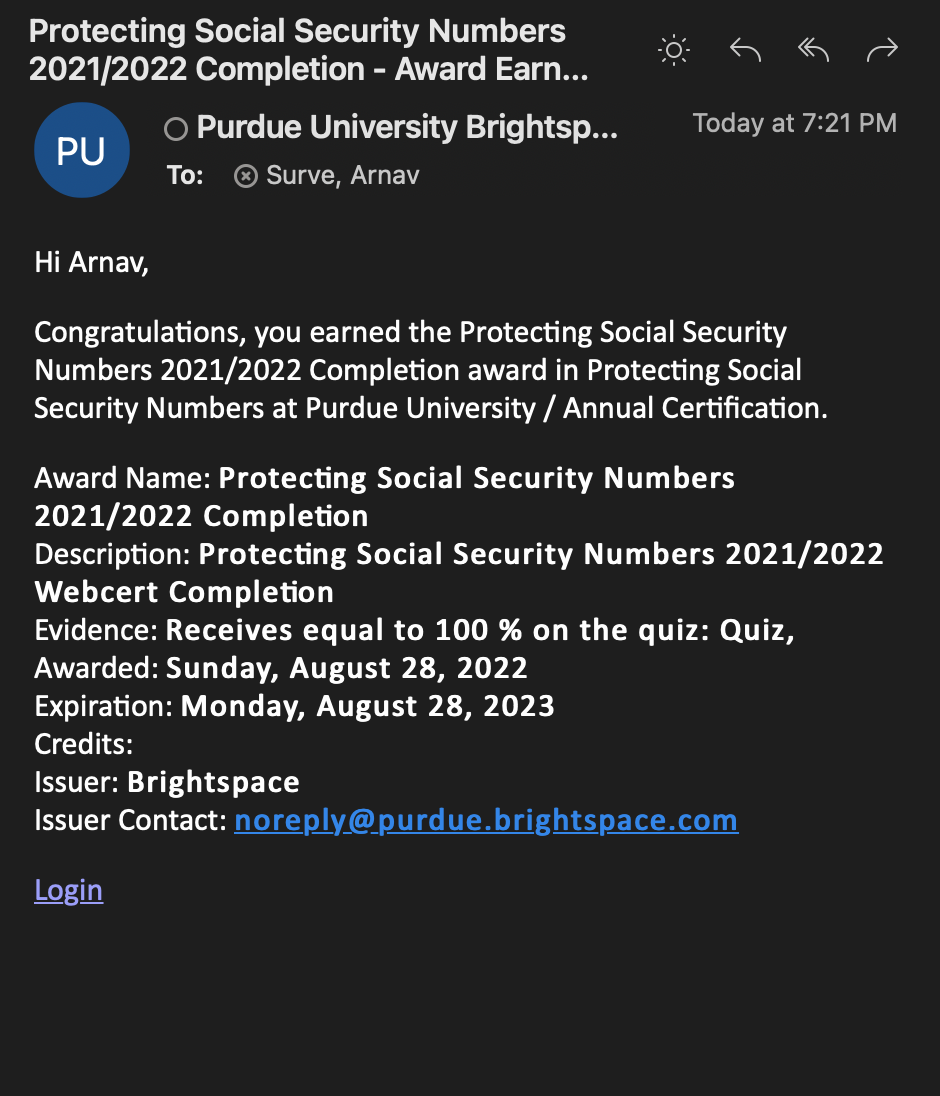 Protecting Social Security Numbers
2021/2022 Completion - Award Earn...
PU
Purdue University Brightsp...
Today at 7:21 PM
To: Surve, Arnav
Hi Arnav,
Congratulations, you earned the Protecting Social Security
Numbers 2021/2022 Completion award in Protecting Social
Security Numbers at Purdue University / Annual Certification.
Award Name: Protecting Social Security Numbers
2021/2022 Completion
Description: Protecting Social Security Numbers 2021/2022
Webcert Completion
Evidence: Receives equal to 100 % on the quiz: Quiz,
Awarded: Sunday, August 28, 2022
Expiration: Monday, August 28, 2023
Credits:
Issuer: Brightspace
Issuer Contact: noreply@purdue.brightspace.com
Login